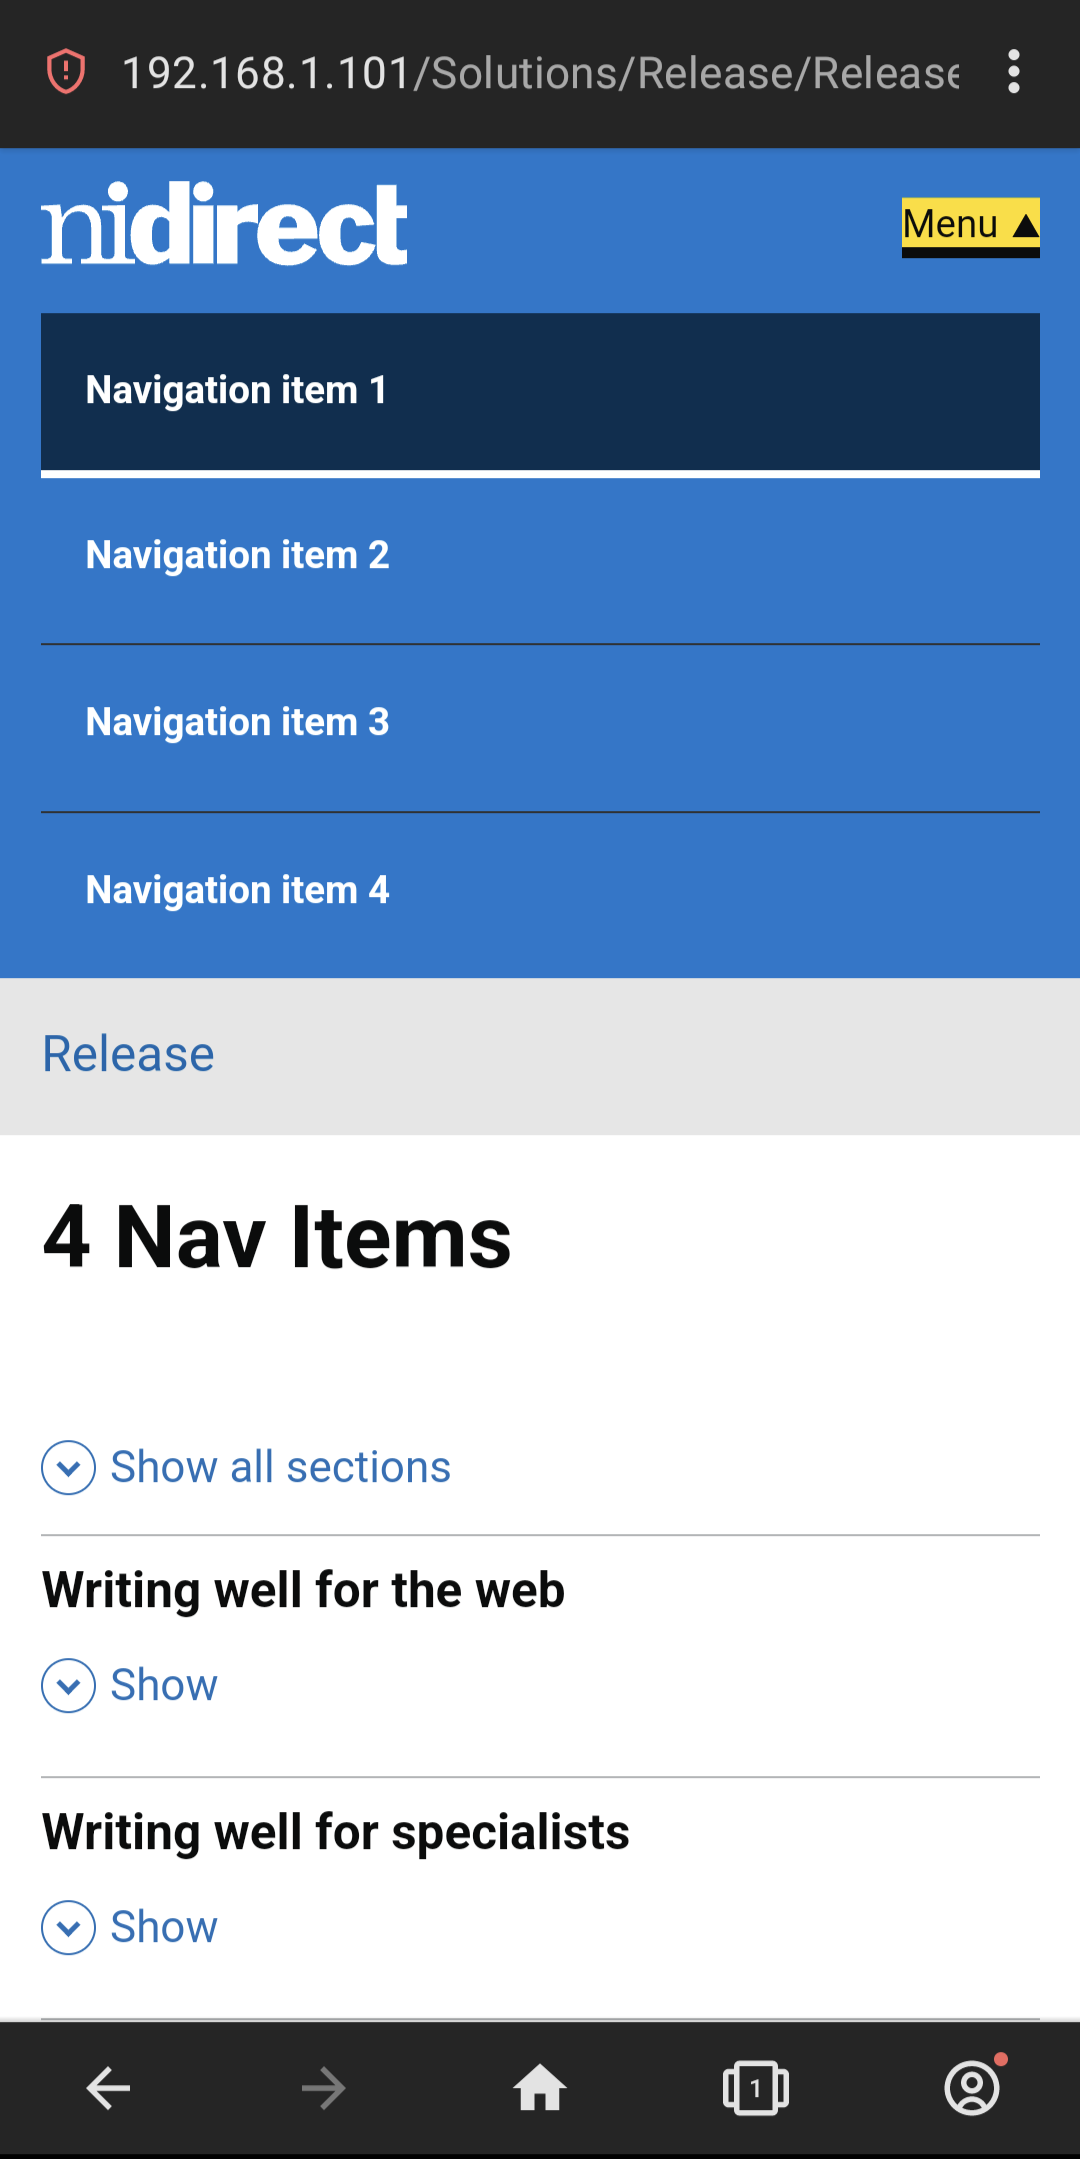 192.168.1.101/Solutions/Release/Release
nidirect
Menu ▲
Navigation item 1
Navigation item 2
Navigation item 3
Navigation item 4
Release
4 Nav Items
Show all sections
Writing well for the web
Show
Writing well for specialists
Show
1